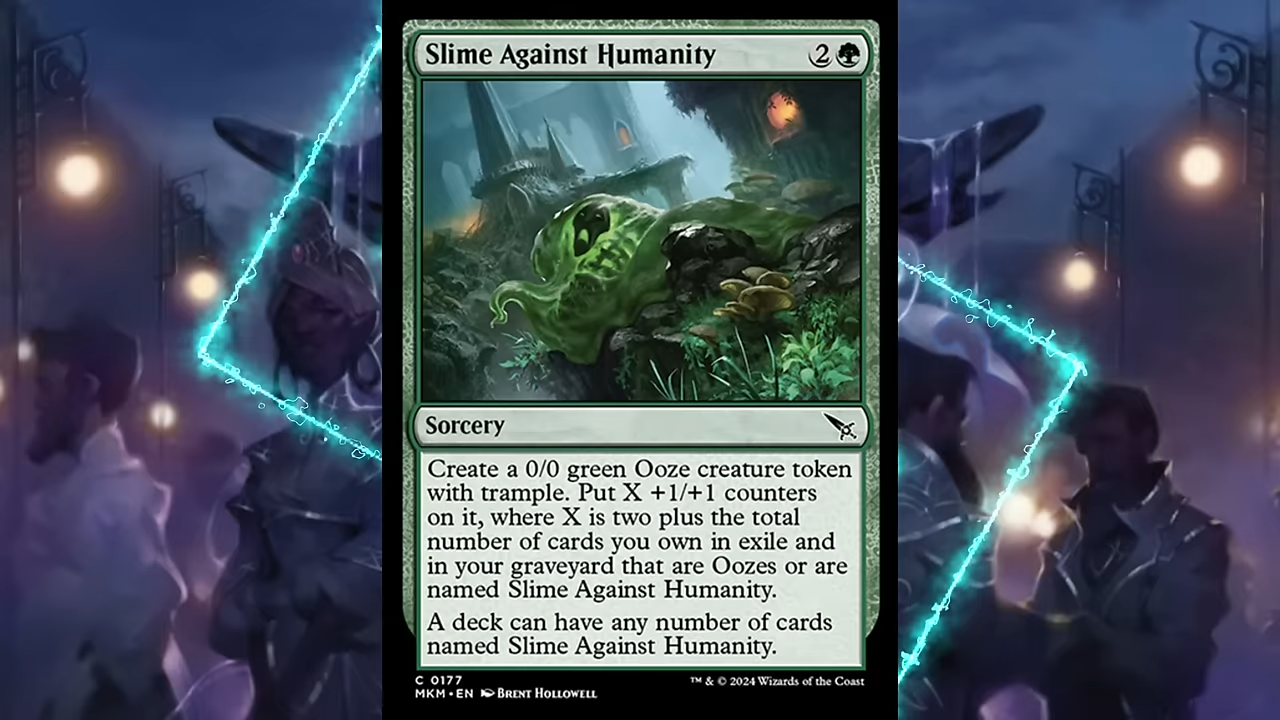 Slime Against Humanity 2
Sorcery
Create a 0/0 green Ooze creature token
with trample. Put X +1/+1 counters
on it, where X is two plus the total
number of cards you own in exile and
in your graveyard that are Oozes or are
named Slime Against Humanity.
A deck can have any number of cards
named Slime Against Humanity.
C 0177
MKM • EN Brent Hollowell
™ & © 2024 Wizards of the Coast